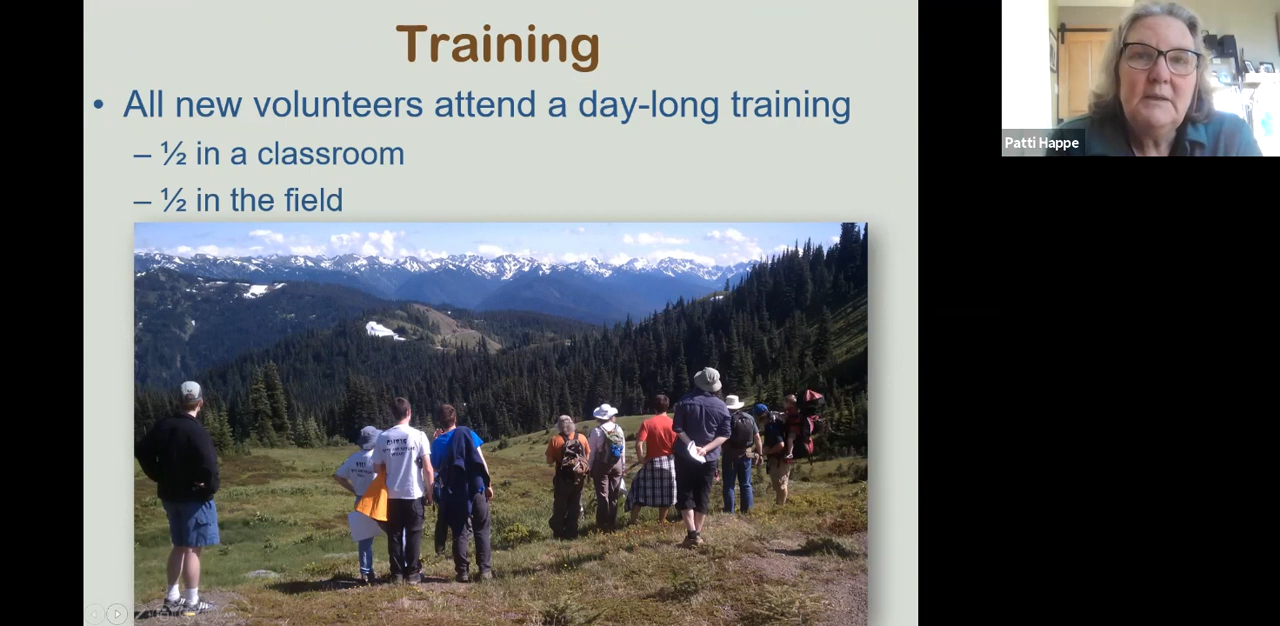 Training
• All new volunteers attend a day-long training
– ½ in a classroom
– ½ in the field
Patti Happe